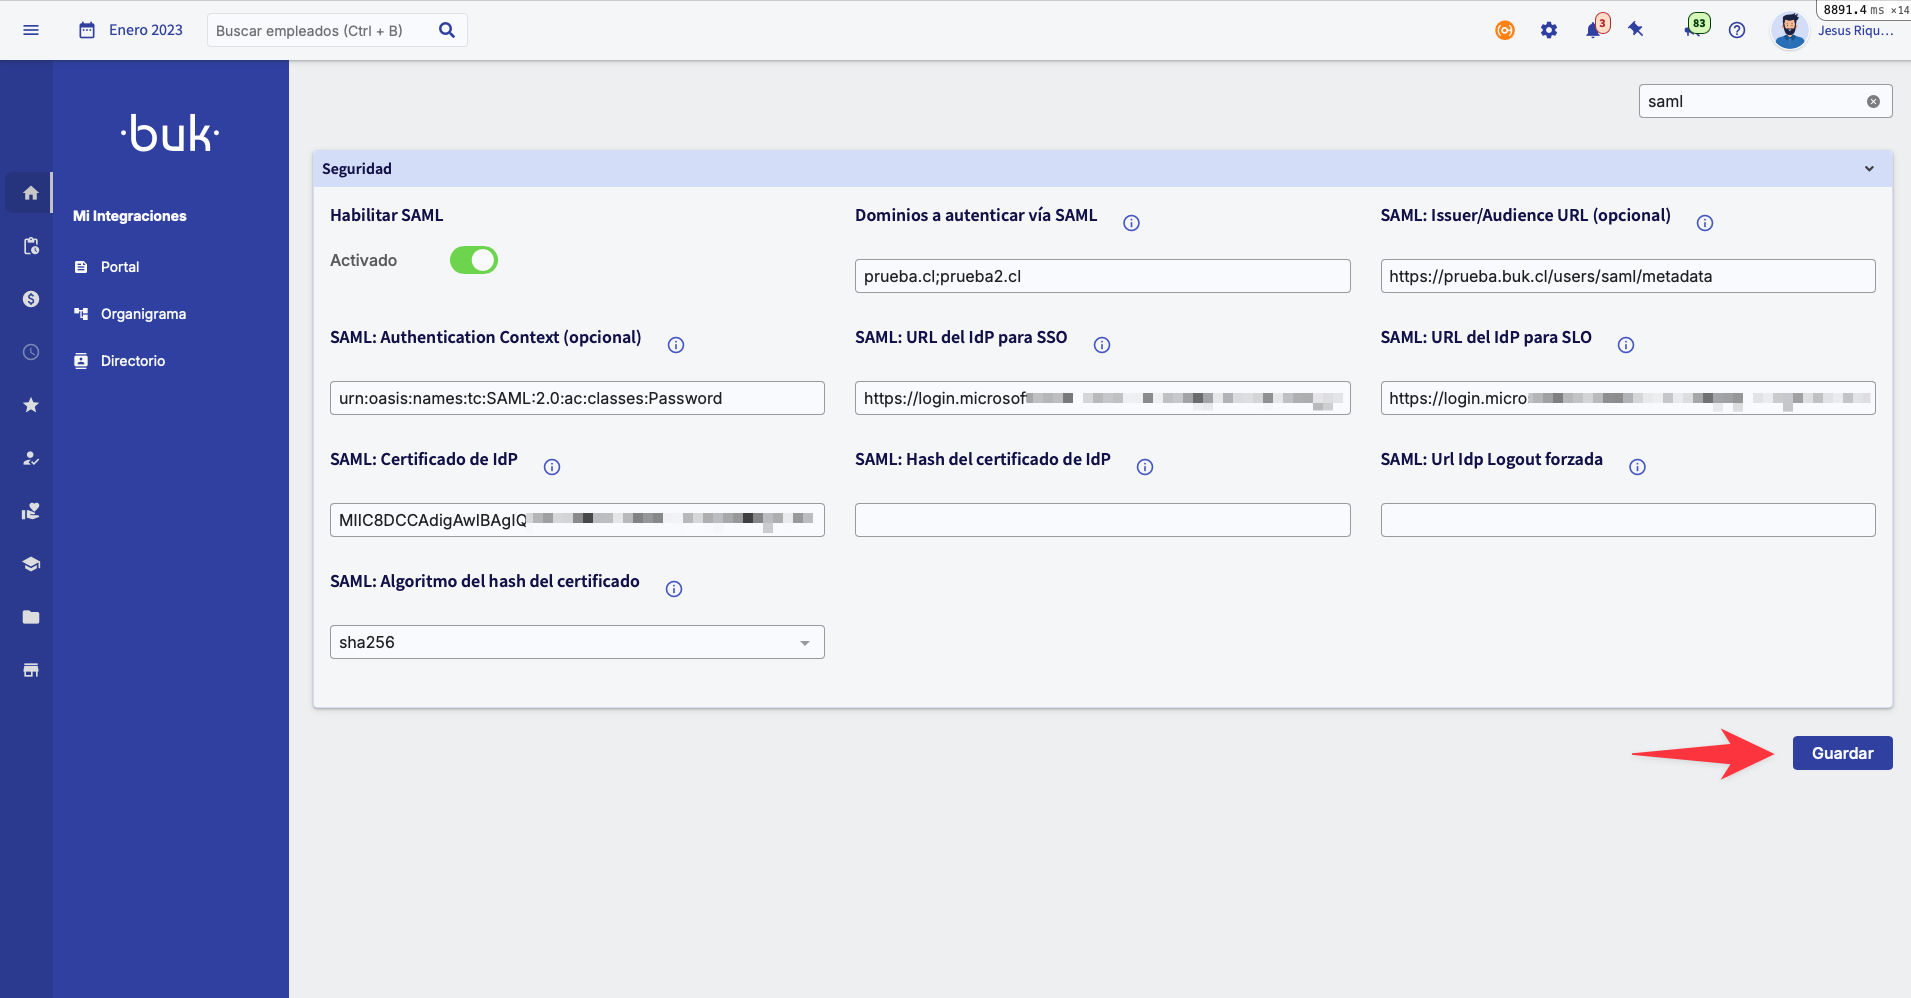 Enero 2023
Buscar empleados (Ctrl + B)
3
83
8891.4 ms ×14
Jesus Riqu...
·buk·
Mi Integraciones
Portal
Organigrama
Directorio
saml
Seguridad
Habilitar SAML
Activado
Dominios a autenticar vía SAML
prueba.cl;prueba2.cl
SAML: Issuer/Audience URL (opcional)
https://prueba.buk.cl/users/saml/metadata
SAML: Authentication Context (opcional)
urn:oasis:names:tc:SAML:2.0:ac:classes:Password
SAML: URL del IdP para SSO
https://login.microsoft
SAML: URL del IdP para SLO
https://login.micro
SAML: Certificado de IdP
MIIC8DCCAdigAwIBAgIQ
SAML: Hash del certificado de IdP
SAML: Url Idp Logout forzada
SAML: Algoritmo del hash del certificado
sha256
Guardar